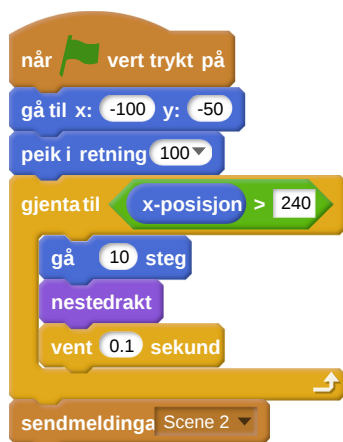 når vert trykt på
gå til x: -100 y: -50
peik i retning 100
gjenta til x-posisjon > 240
gå 10 steg
nestedrakt
vent 0.1 sekund
sendmeldinga Scene 2